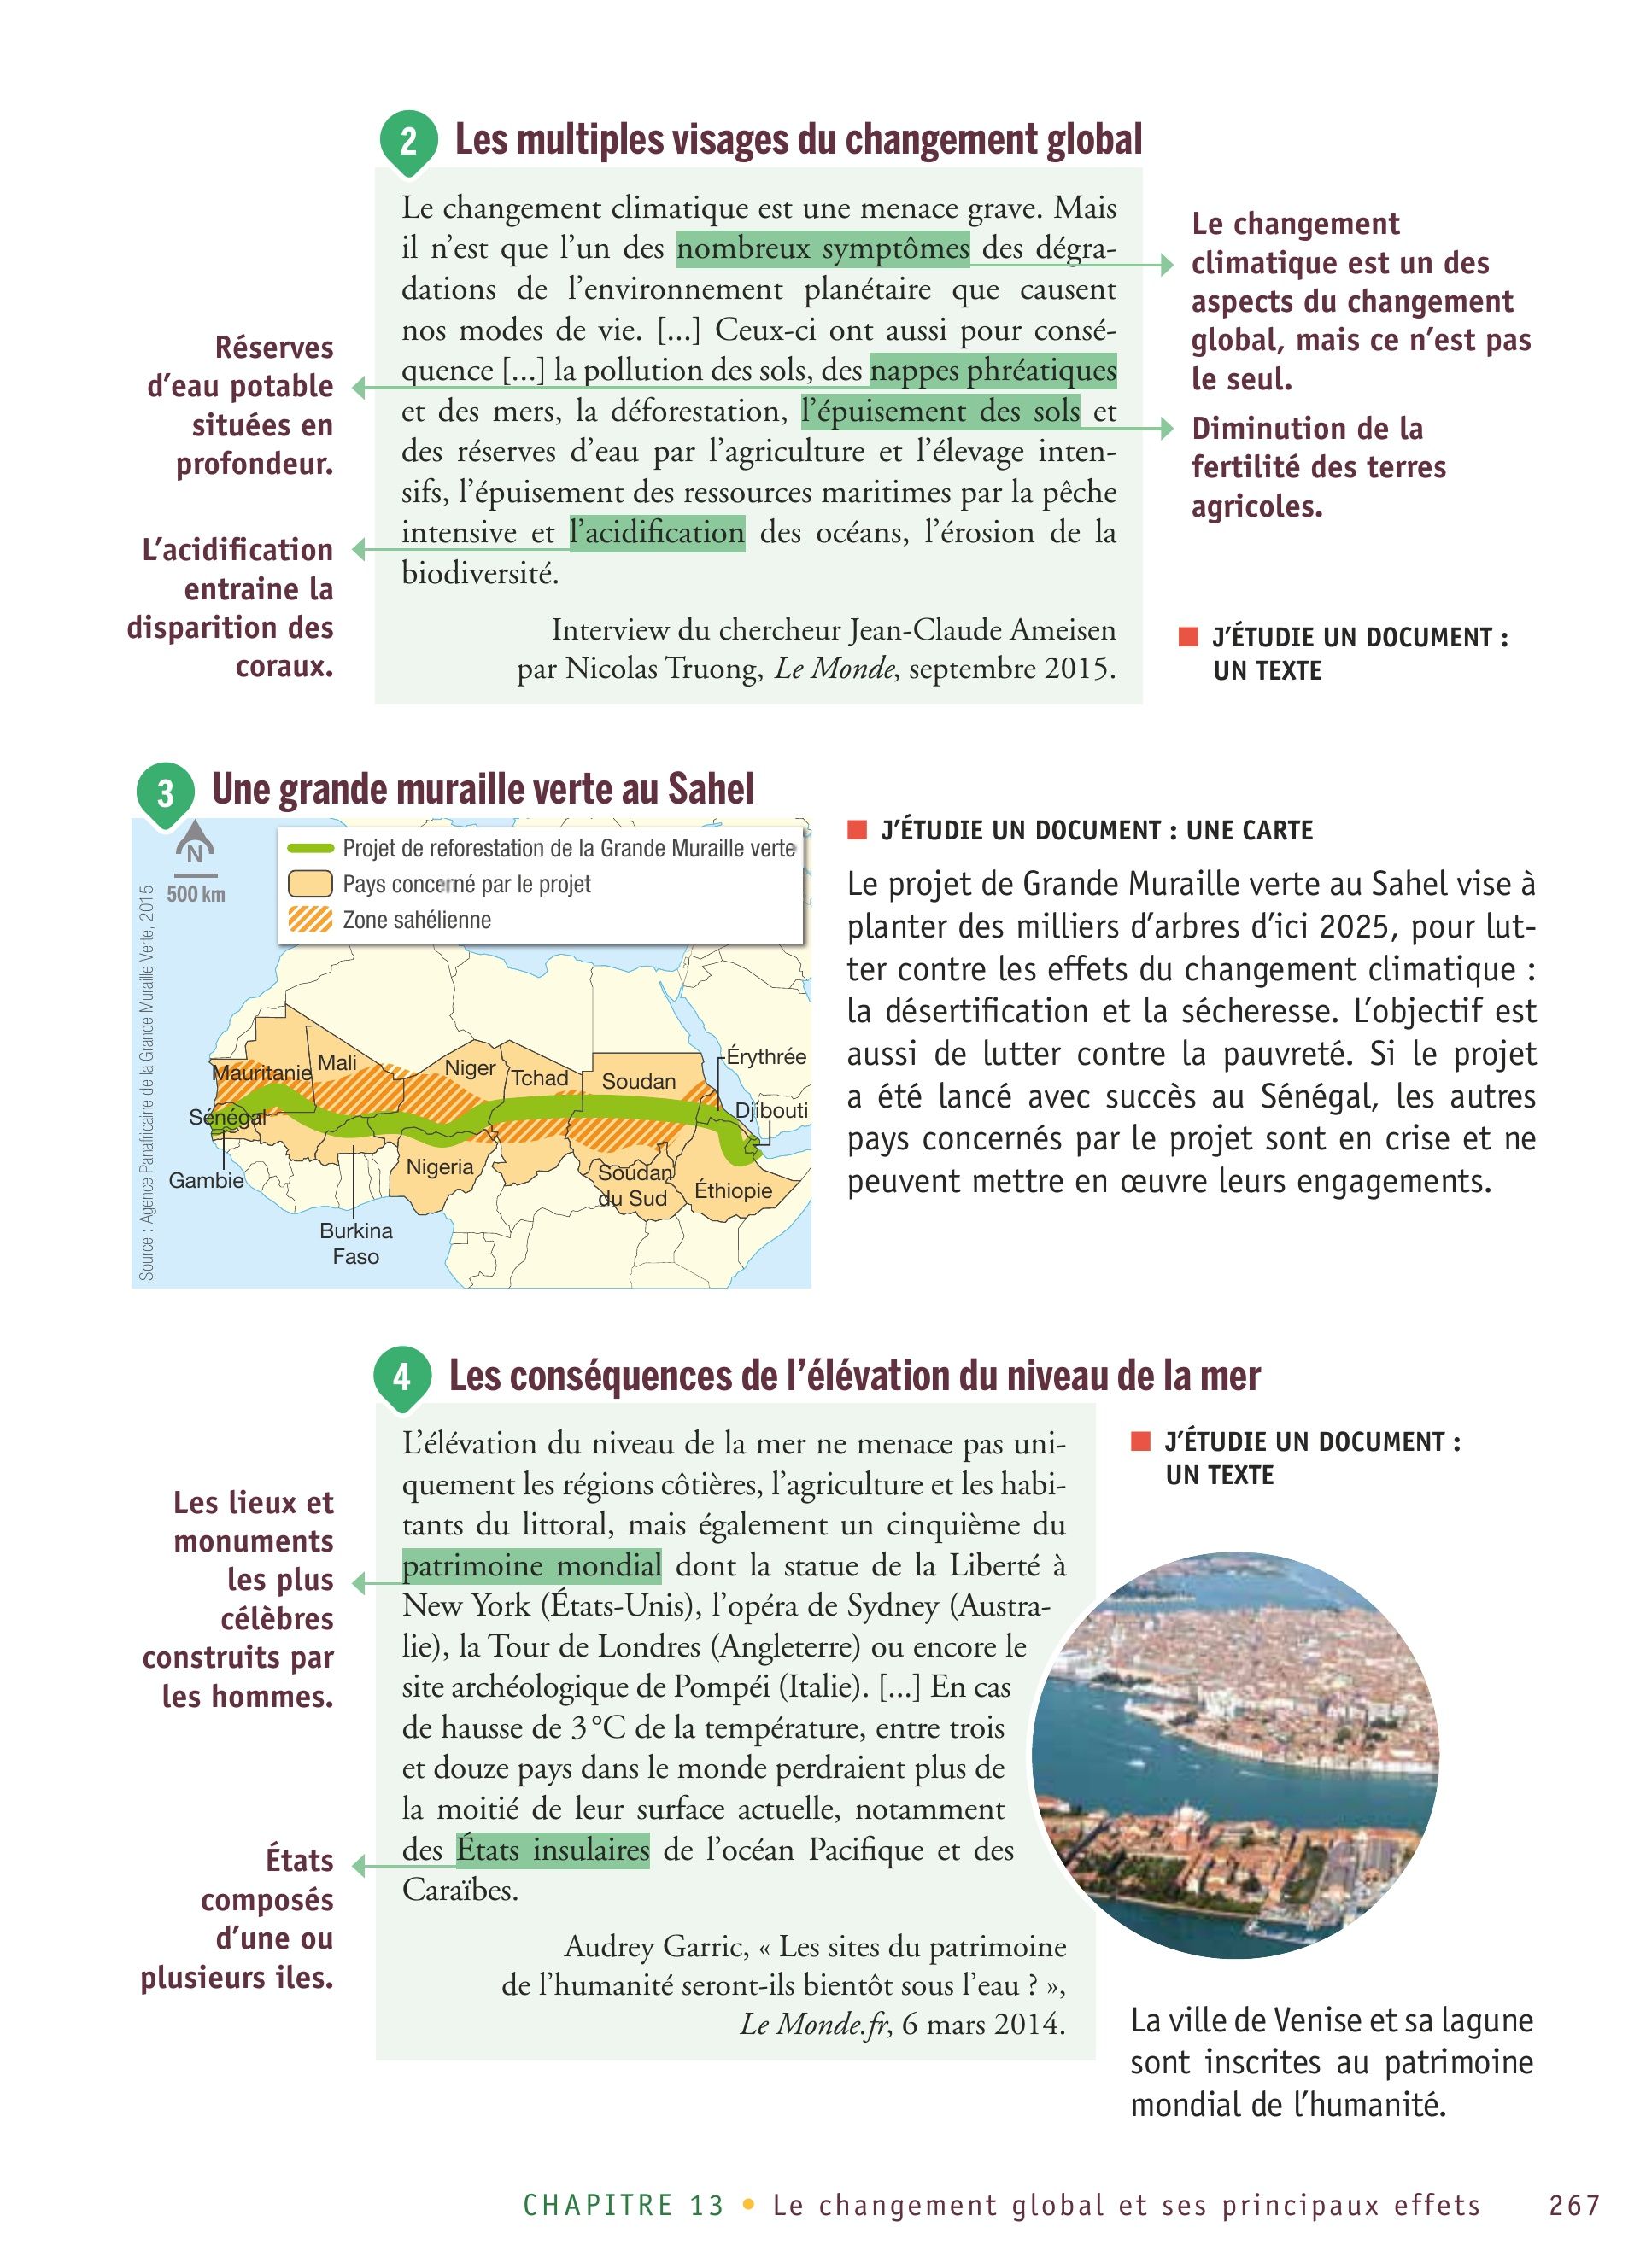 2 Les multiples visages du changement global
Le changement climatique est une menace grave. Mais
il n'est que l'un des nombreux symptômes des dégra-
dations de l'environnement planétaire que causent
nos modes de vie. [...] Ceux-ci ont aussi pour consé-
quence [...] la pollution des sols, des nappes phréatiques
et des mers, la déforestation, l'épuisement des sols et
des réserves d'eau par l'agriculture et l'élevage inten-
sifs, l'épuisement des ressources maritimes par la pêche
intensive et l'acidification des océans, l'érosion de la
biodiversité.
Interview du chercheur Jean-Claude Ameisen
par Nicolas Truong, Le Monde, septembre 2015.
Réserves
d'eau potable
situées en
profondeur.
L'acidification
entraine la
disparition des
coraux.
Le changement
climatique est un des
aspects du changement
global, mais ce n'est pas
le seul.
Diminution de la
fertilité des terres
agricoles.
J'ÉTUDIE UN DOCUMENT :
UN TEXTE
3 Une grande muraille verte au Sahel
N
500 km
Projet de reforestation de la Grande Muraille verte
Pays concerné par le projet
Zone sahélienne
Source : Agence Panafricaine de la Grande Muraille Verte, 2015
Mauritanie
Mali
Niger
Tchad
Soudan
Érythrée
Djibouti
Sénégal
Gambie
Burkina
Faso
Nigeria
Soudan
du Sud
Éthiopie
J'ÉTUDIE UN DOCUMENT : UNE CARTE
Le projet de Grande Muraille verte au Sahel vise à
planter des milliers d'arbres d'ici 2025, pour lut-
ter contre les effets du changement climatique :
la désertification et la sécheresse. L'objectif est
aussi de lutter contre la pauvreté. Si le projet
a été lancé avec succès au Sénégal, les autres
pays concernés par le projet sont en crise et ne
peuvent mettre en œuvre leurs engagements.
4 Les conséquences de l'élévation du niveau de la mer
L'élévation du niveau de la mer ne menace pas uni-
quement les régions côtières, l'agriculture et les habi-
tants du littoral, mais également un cinquième du
patrimoine mondial dont la statue de la Liberté à
New York (États-Unis), l'opéra de Sydney (Austra-
lie), la Tour de Londres (Angleterre) ou encore le
site archéologique de Pompéi (Italie). [...] En cas
de hausse de 3 °C de la température, entre trois
et douze pays dans le monde perdraient plus de
la moitié de leur surface actuelle, notamment
des États insulaires de l'océan Pacifique et des
Caraïbes.
Audrey Garric, « Les sites du patrimoine
de l'humanité seront-ils bientôt sous l'eau ? »,
Le Monde.fr, 6 mars 2014.
Les lieux et
monuments
les plus
célèbres
construits par
les hommes.
États
composés
d'une ou
plusieurs iles.
J'ÉTUDIE UN DOCUMENT :
UN TEXTE
La ville de Venise et sa lagune
sont inscrites au patrimoine
mondial de l'humanité.
CHAPITRE 13 • Le changement global et ses principaux effets 267